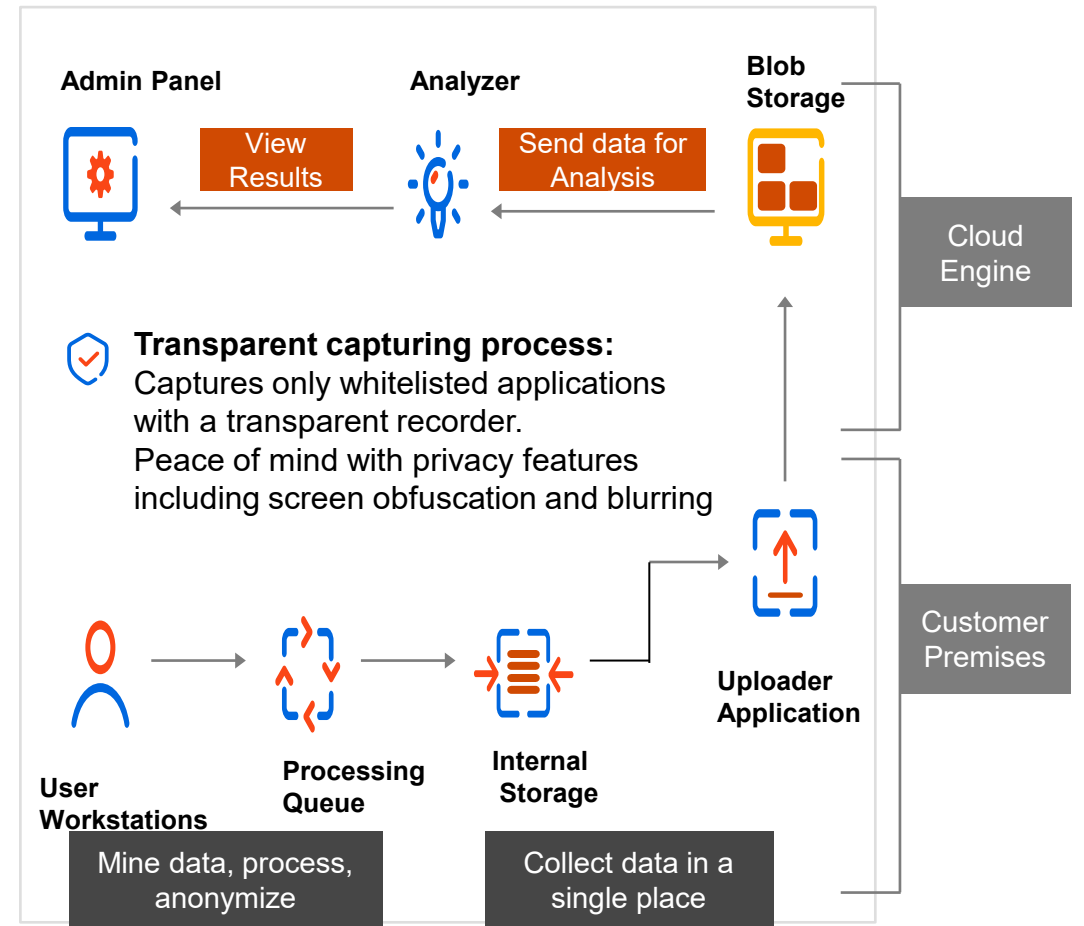 Admin Panel
Analyzer
Blob
Storage
View
Results
Send data for
Analysis
Cloud
Engine
Transparent capturing process:
Captures only whitelisted applications
with a transparent recorder.
Peace of mind with privacy features
including screen obfuscation and blurring
Customer
Premises
Uploader
Application
User
Workstations
Processing
Queue
Internal
Storage
Mine data, process,
anonymize
Collect data in a
single place